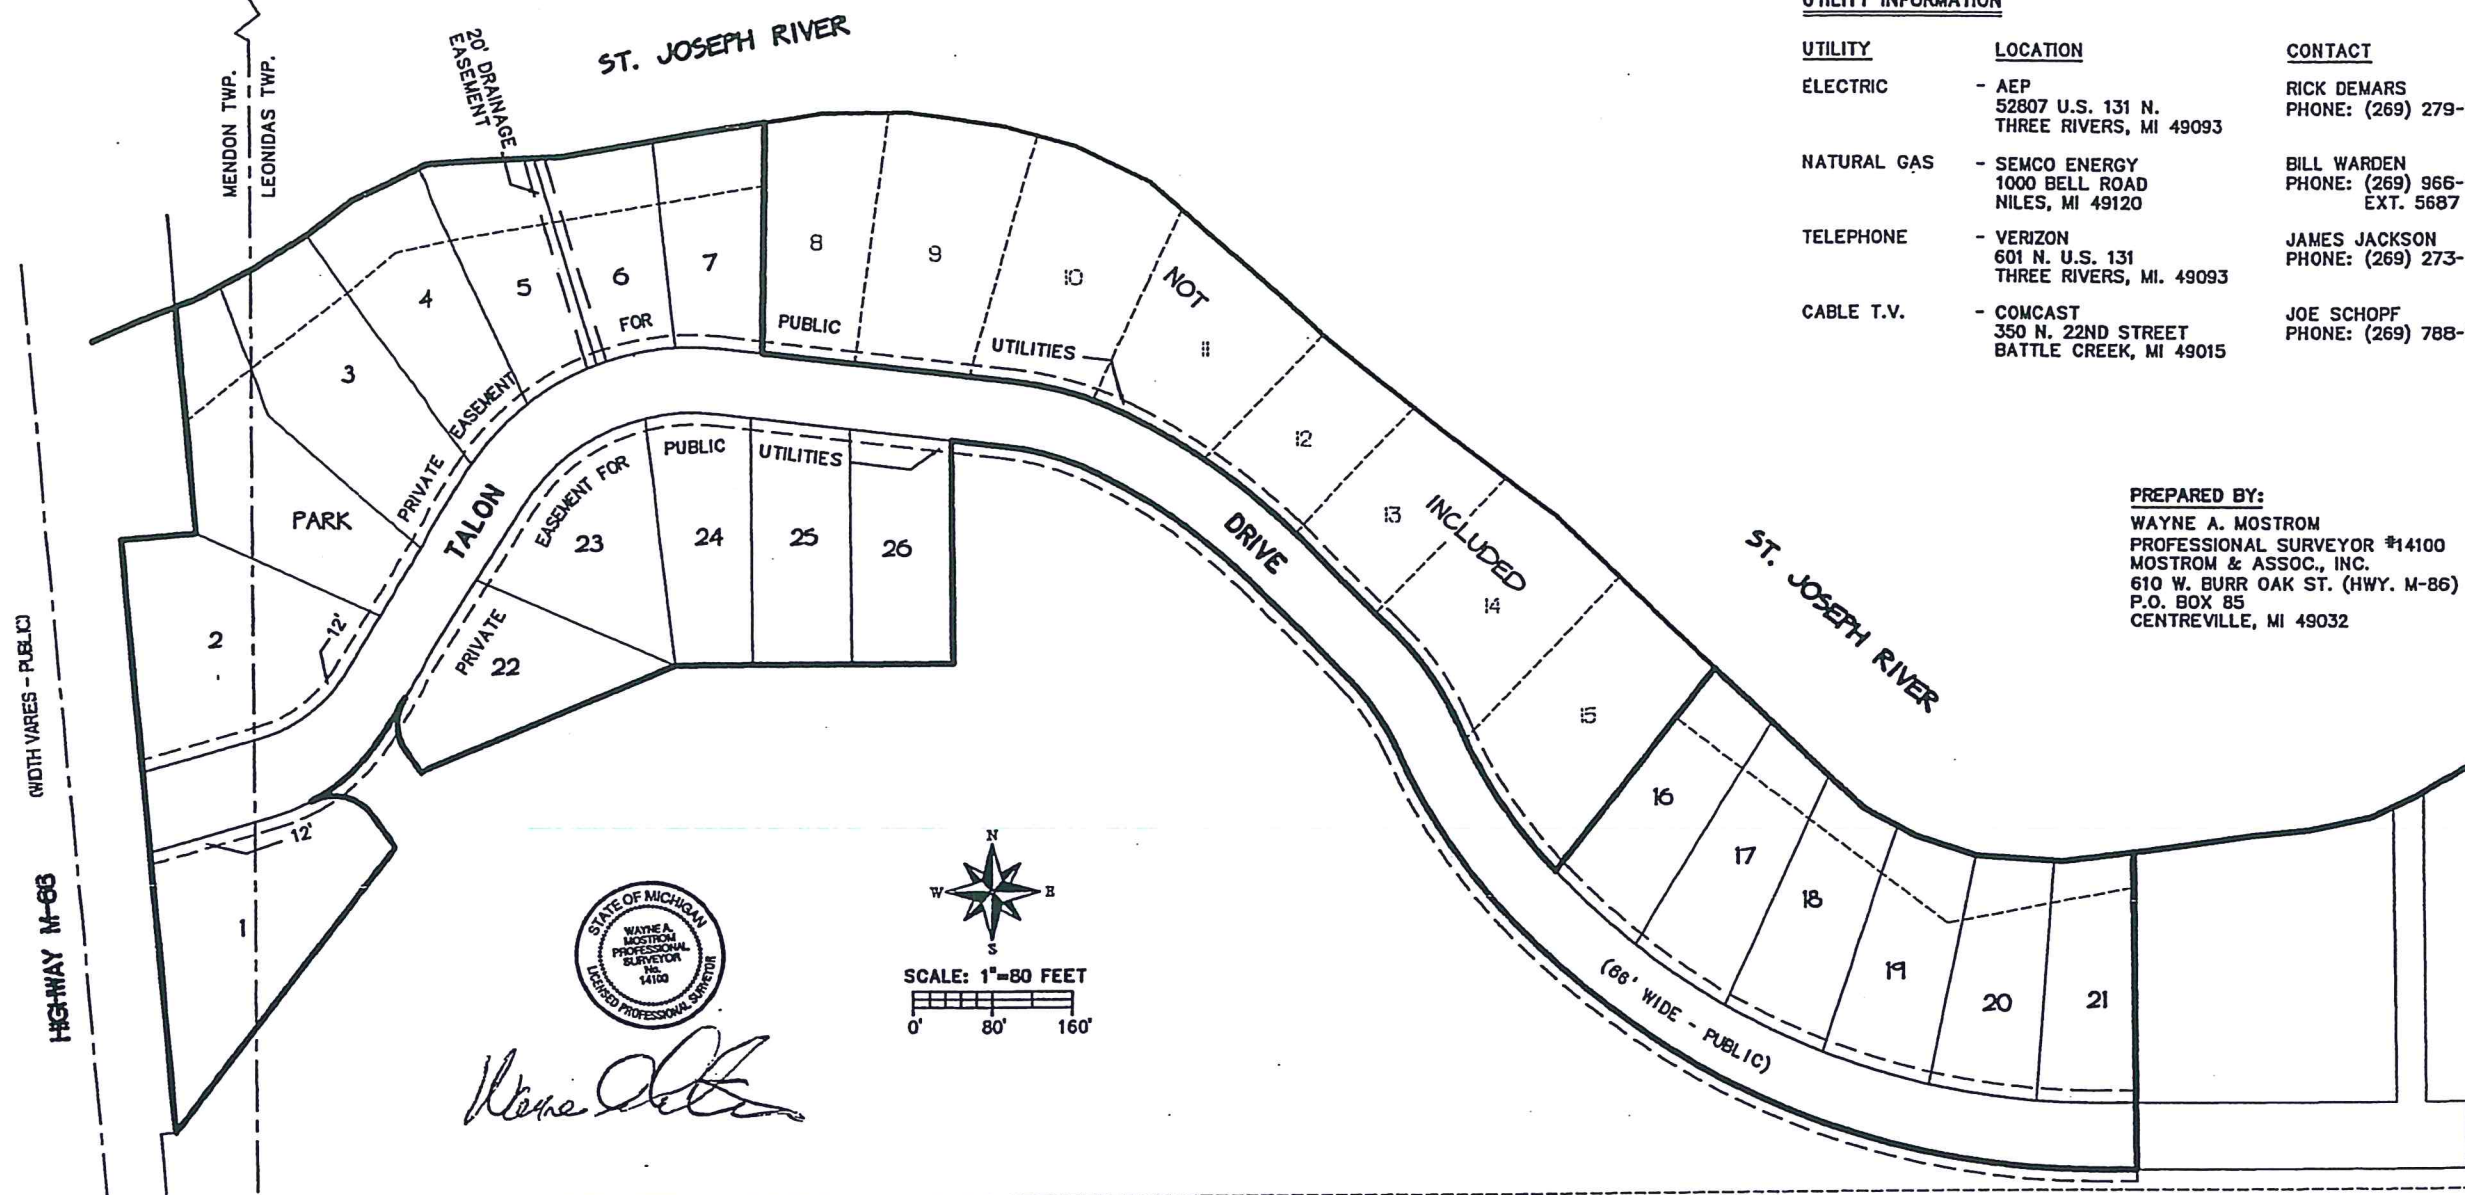 UTILITY INFORMATION
UTILITY
LOCATION
CONTACT
ELECTRIC
- AEP
52807 U.S. 131 N.
THREE RIVERS, MI 49093
RICK DEMARS
PHONE: (269) 279-
NATURAL GAS
- SEMCO ENERGY
1000 BELL ROAD
NILES, MI 49120
BILL WARDEN
PHONE: (269) 966-
EXT. 5687
TELEPHONE
- VERIZON
601 N. U.S. 131
THREE RIVERS, MI. 49093
JAMES JACKSON
PHONE: (269) 273-
CABLE T.V.
- COMCAST
350 N. 22ND STREET
BATTLE CREEK, MI 49015
JOE SCHOPF
PHONE: (269) 788-
PREPARED BY:
WAYNE A. MOSTROM
PROFESSIONAL SURVEYOR #14100
MOSTROM & ASSOC., INC.
610 W. BURR OAK ST. (HWY. M-86)
P.O. BOX 85
CENTREVILLE, MI 49032
MENDON TWP.
LEONIDAS TWP.
20' DRAINAGE
EASEMENT
ST. JOSEPH RIVER
3
4
5
6
7
8
9
10
NOT
11
12
13
INCLUDED
14
15
16
17
18
19
20
21
PRIVATE
EASEMENT
FOR
PUBLIC
UTILITIES
PARK
TALON
DRIVE
(66' WIDE - PUBLIC)
ST. JOSEPH RIVER
PRIVATE
EASEMENT FOR
PUBLIC
UTILITIES
22
23
24
25
26
2
12'
12'
1
HIGHWAY M-86
(WIDTH VARES - PUBLIC)
STATE OF MICHIGAN
WAYNE A.
MOSTROM
PROFESSIONAL
SURVEYOR
No.
14100
LICENSED PROFESSIONAL SURVEYOR
N
W
E
S
SCALE: 1"=80 FEET
0'
80'
160'
Wayne